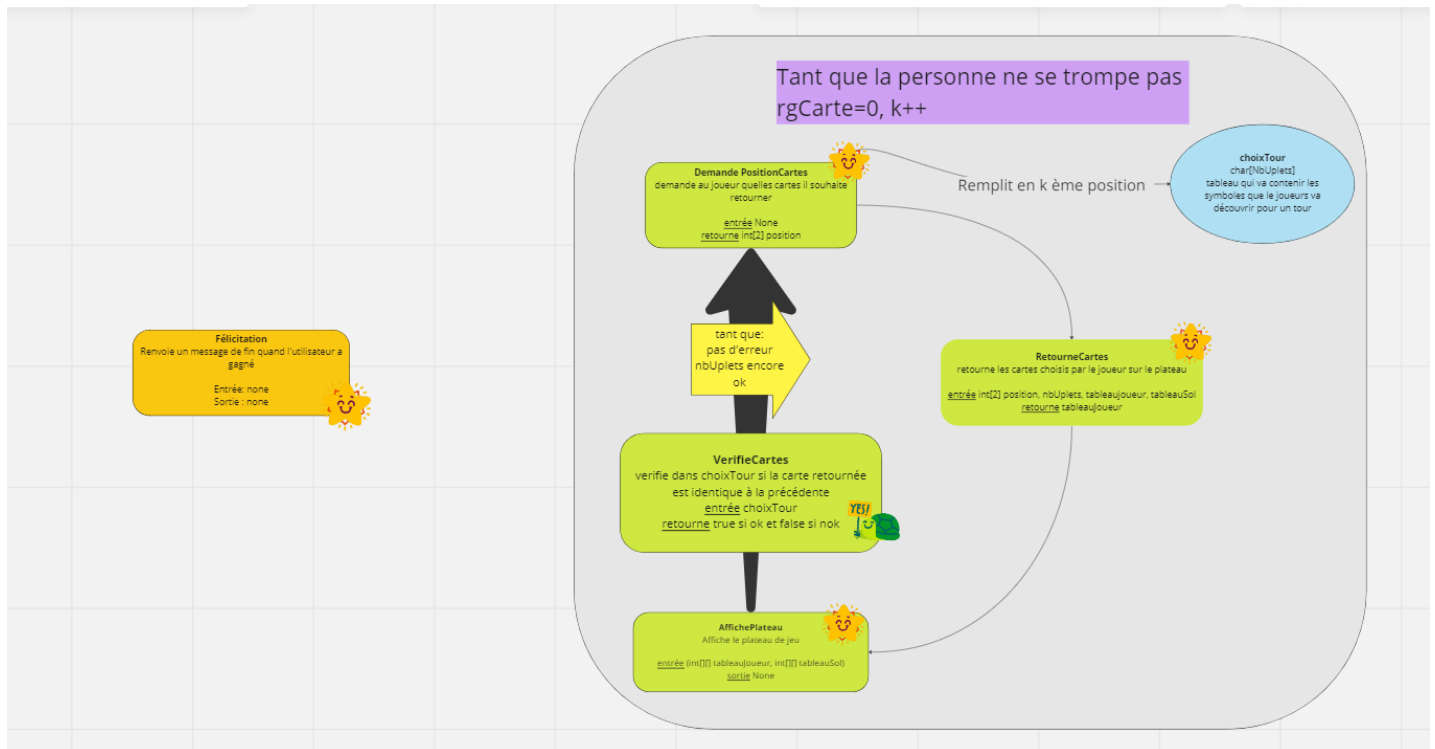 Tant que la personne ne se trompe pas
rgCarte=0, k++
Demande PositionCartes
demande au joueur quelles cartes il souhaite
retourner
entrée None
retourne int[2] position
Remplit en k ème position
choixTour
char[NbUplets]
tableau qui va contenir les
symboles que le joueurs va
découvrir pour un tour
tant que:
pas d'erreur
nbUplets encore
ok
Félicitation
Renvoie un message de fin quand l'utilisateur a
gagné
Entrée: none
Sortie : none
RetourneCartes
retourne les cartes choisis par le joueur sur le plateau
entrée int[2] position, nbUplets, tableaujoueur, tableauSol
retourne tableauJoueur
VerifieCartes
verifie dans choixTour si la carte retournée
est identique à la précédente
entrée choixTour
retourne true si ok et false si nok
YES!
AffichePlateau
Affiche le plateau de jeu
entrée (int[][] tableauJoueur, int[][] tableauSol)
sortie None